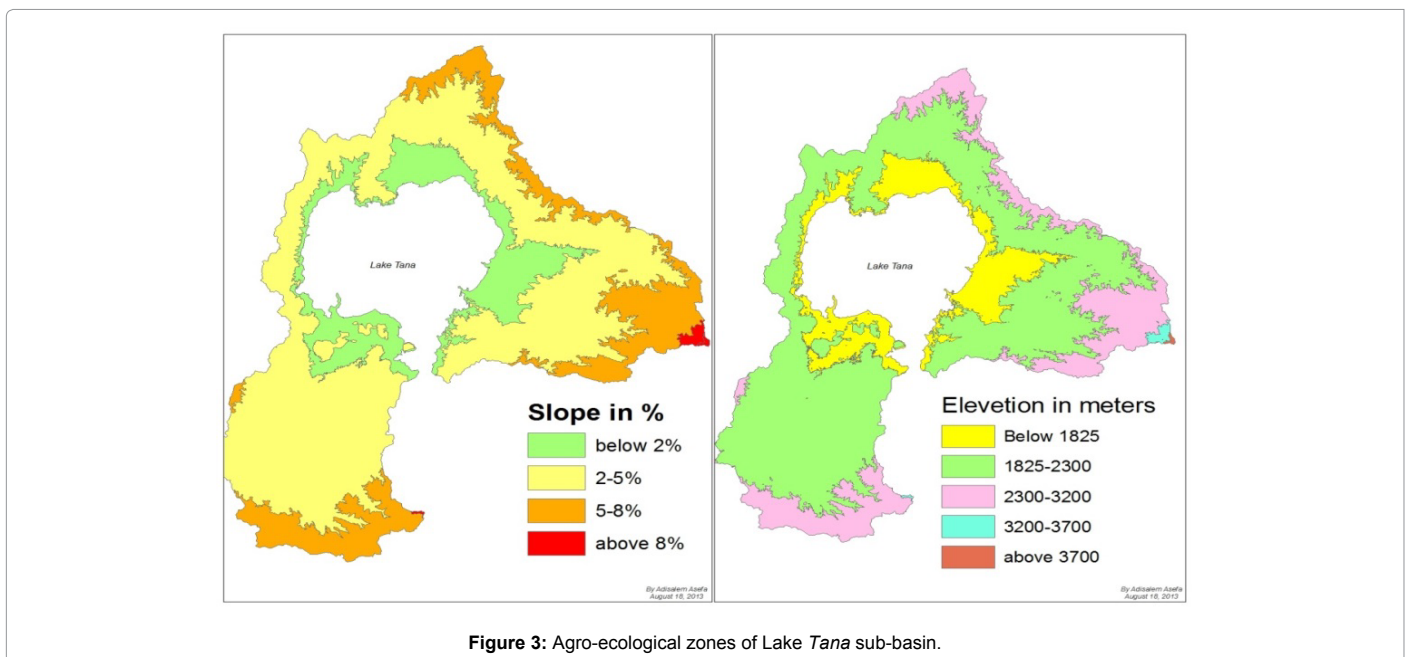 Lake Tana
Slope in %
below 2%
2-5%
5-8%
above 8%
By Adisalem Asefa
August 18, 2013
Lake Tana
Elevetion in meters
Below 1825
1825-2300
2300-3200
3200-3700
above 3700
By Adisalem Asefa
August 18, 2013
Figure 3: Agro-ecological zones of Lake Tana sub-basin.